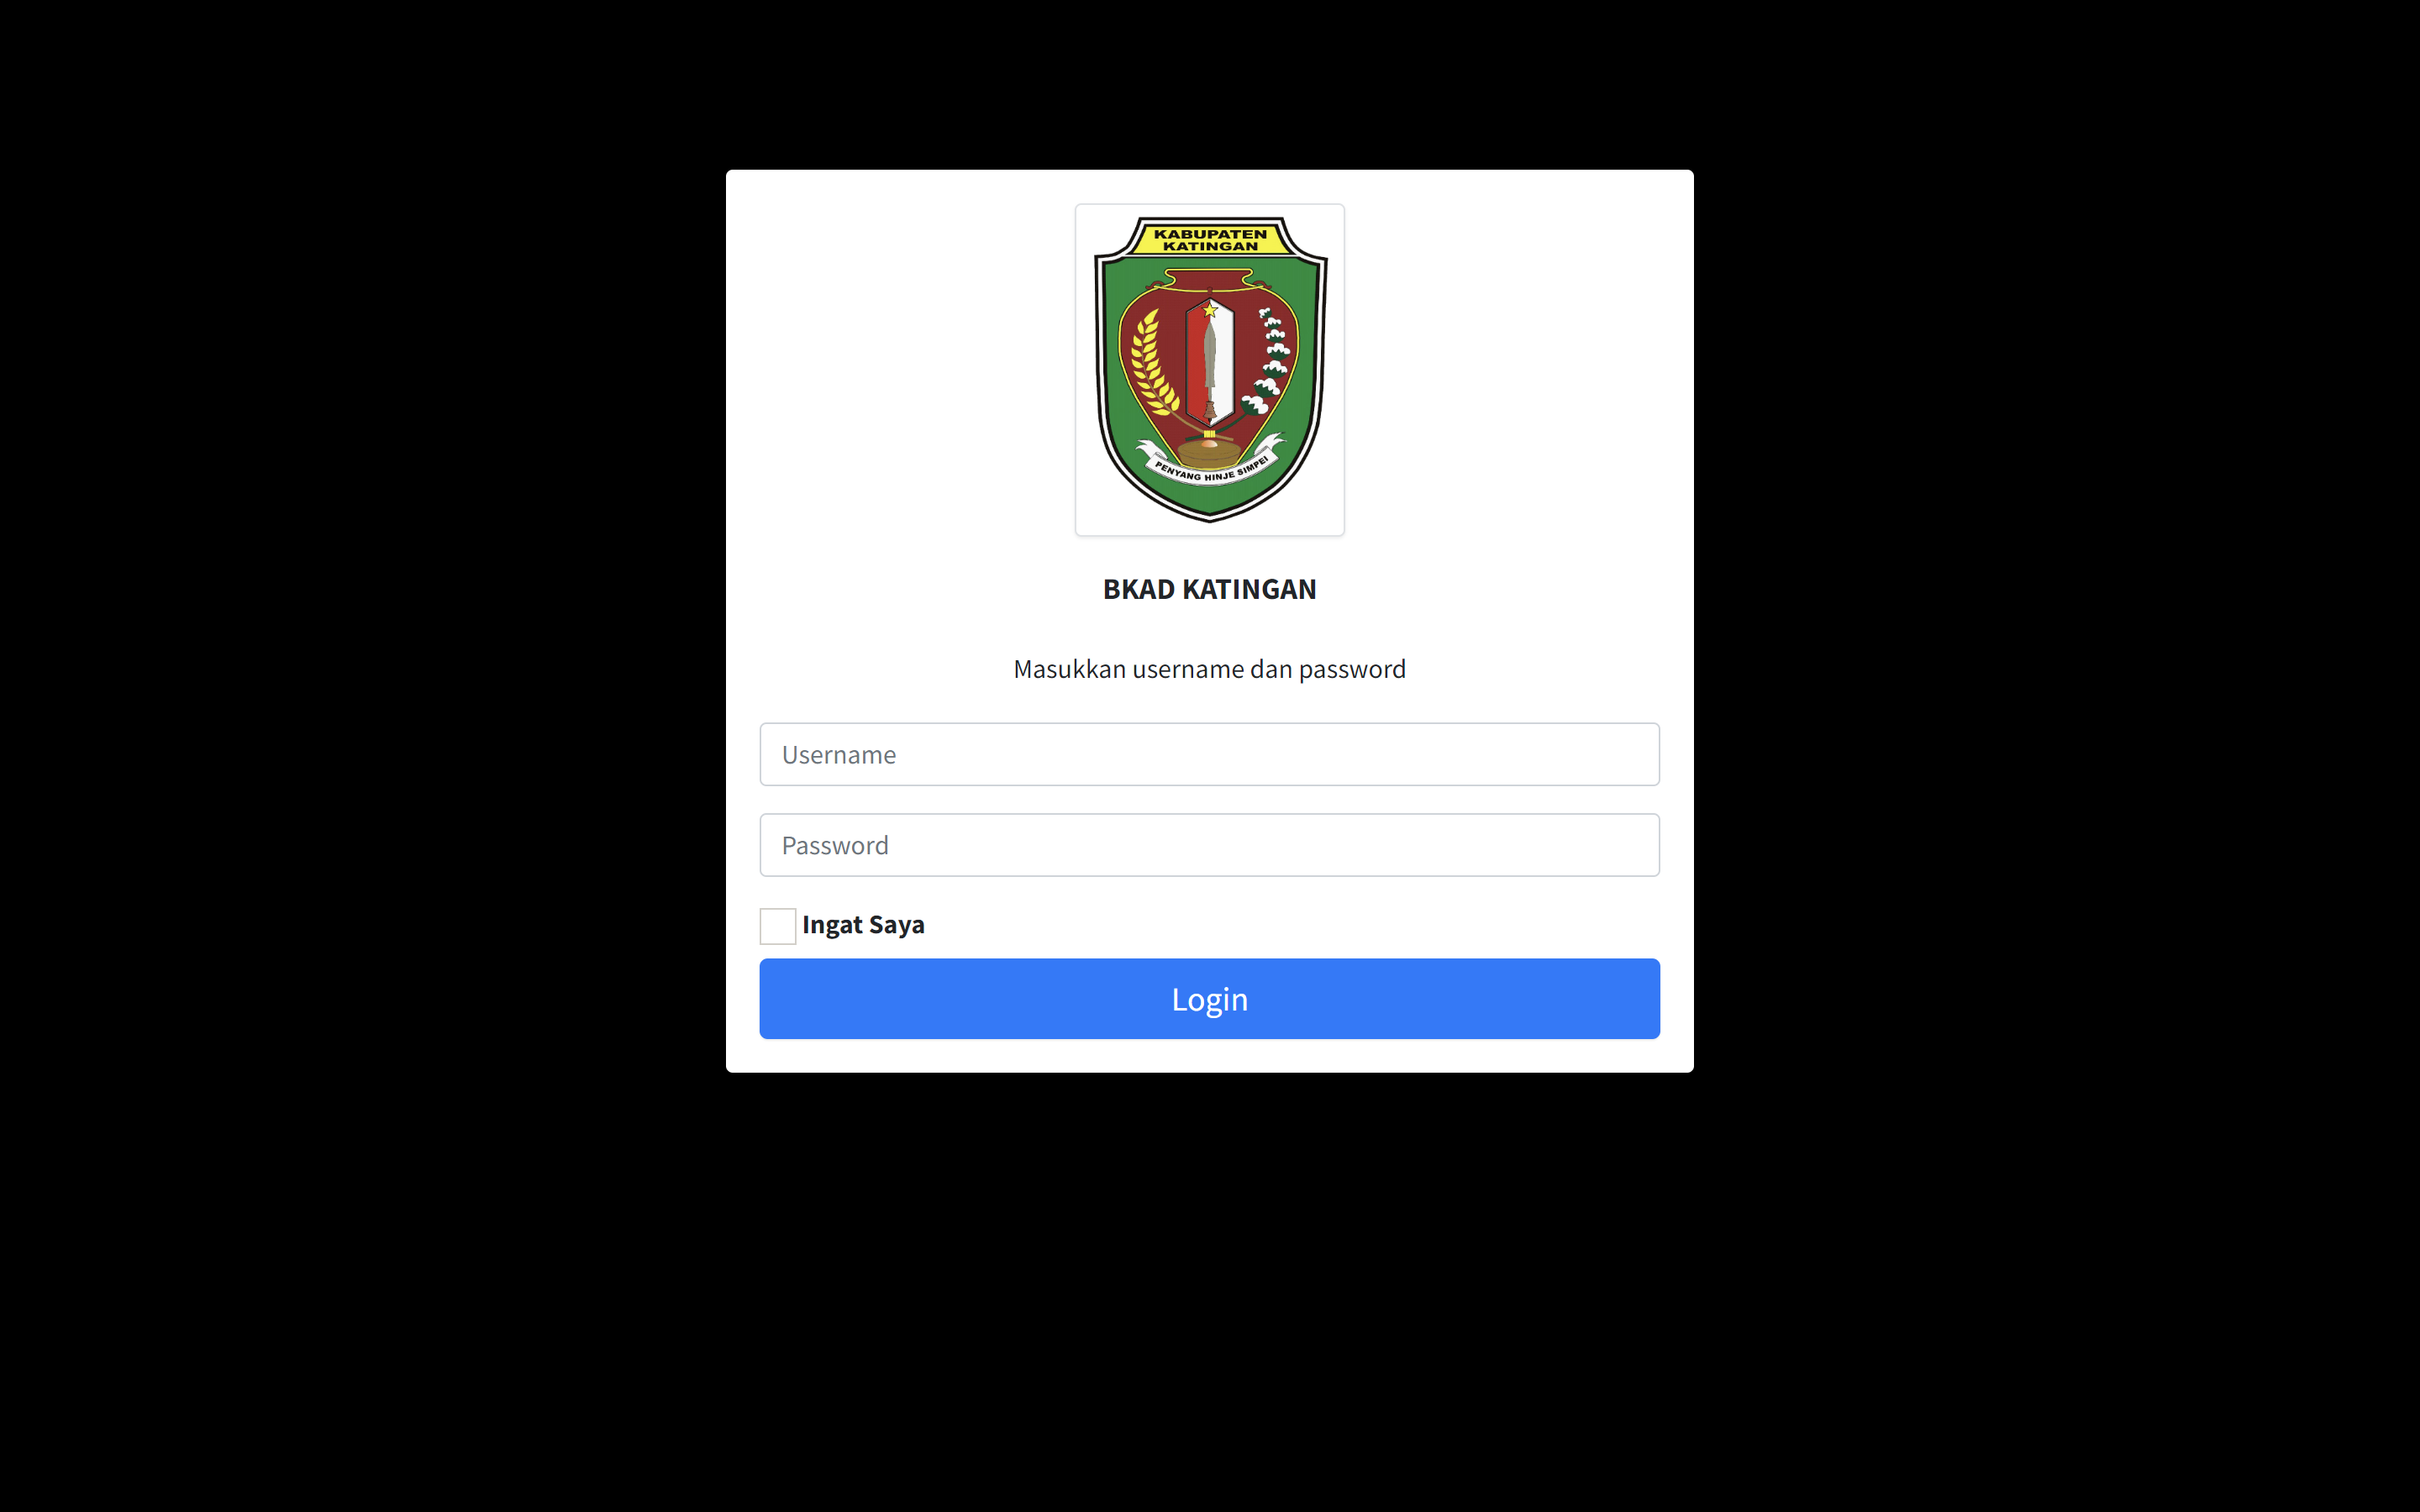 KABUPATEN
KATINGAN
PENYANG HINJE SIMPEI
BKAD KATINGAN
Masukkan username dan password
Username
Password
Ingat Saya
Login